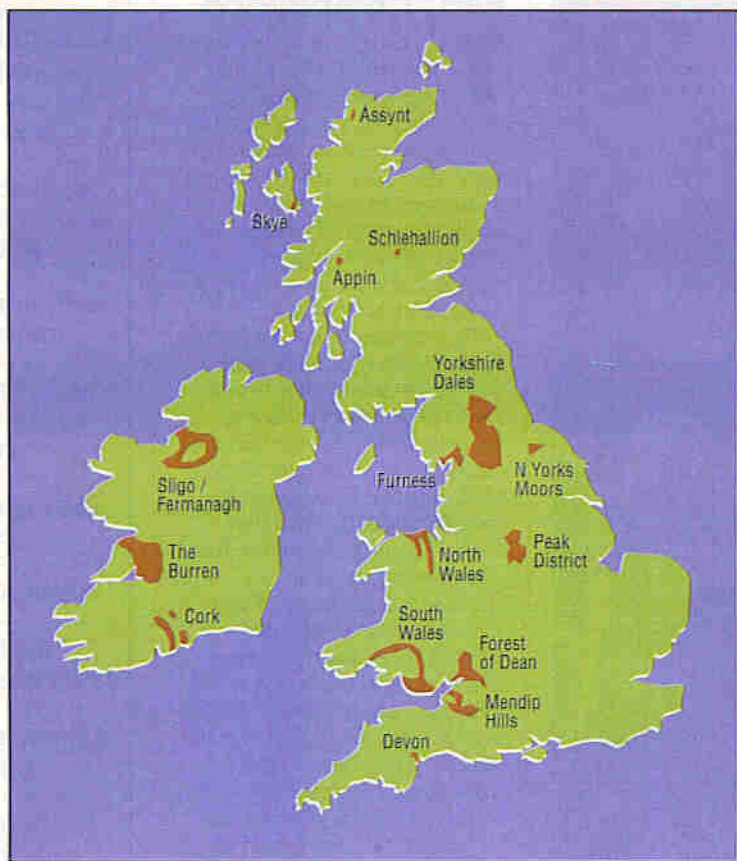 Assynt
Skye
Schiehallion
Appin
Yorkshire
Dales
Furness
N Yorks
Moors
Sligo /
Fermanagh
The
Burren
North
Wales
Peak
District
Cork
South
Wales
Forest
of Dean
Mendip
Hills
Devon